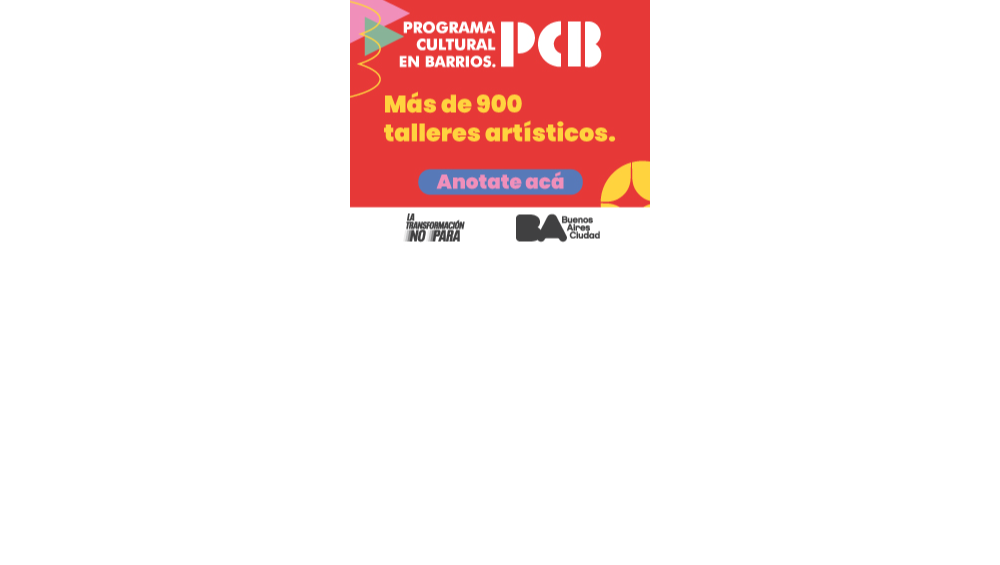 PROGRAMA
CULTURAL
EN BARRIOS.
PCB
Más de 900
talleres artísticos.
Anotate acá
LA
TRANSFORMACIÓN
NO PARA
BA
Buenos
Aires
Ciudad